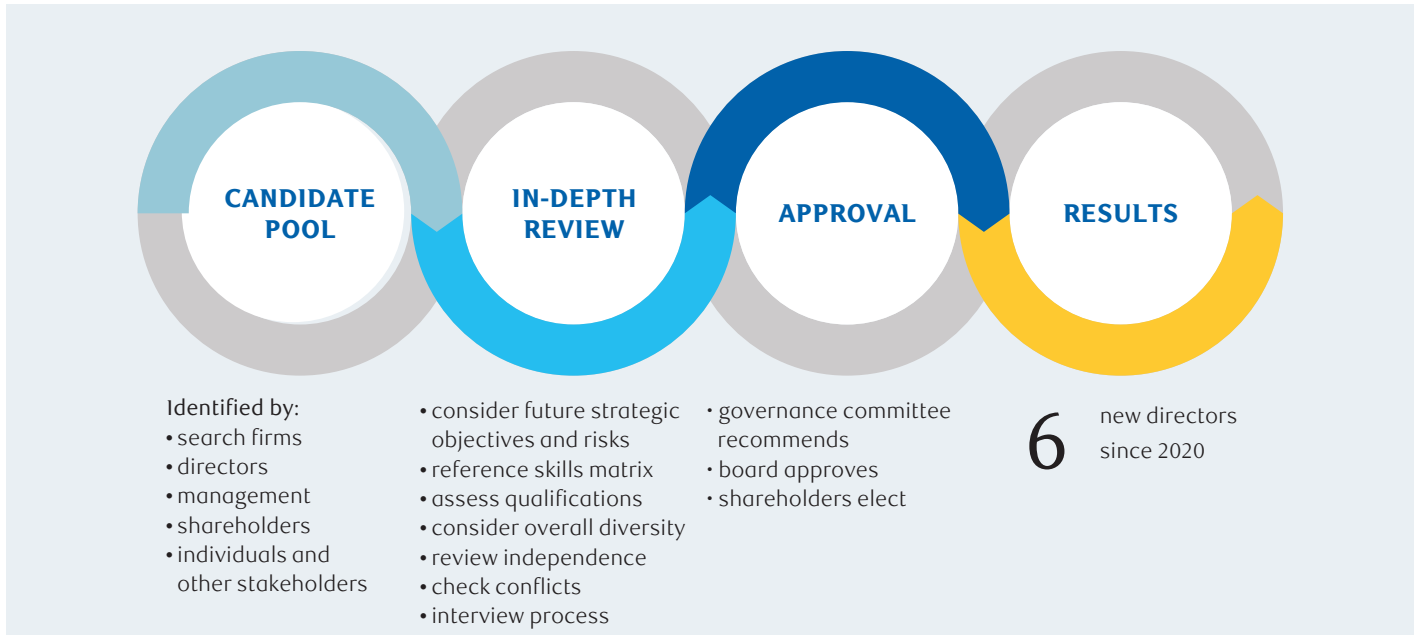 CANDIDATE
POOL
IN-DEPTH
REVIEW
APPROVAL
RESULTS
Identified by:
• search firms
• directors
• management
• shareholders
• individuals and
other stakeholders
• consider future strategic
objectives and risks
• reference skills matrix
• assess qualifications
• consider overall diversity
• review independence
• check conflicts
• interview process
• governance committee
recommends
• board approves
• shareholders elect
6
new directors
since 2020